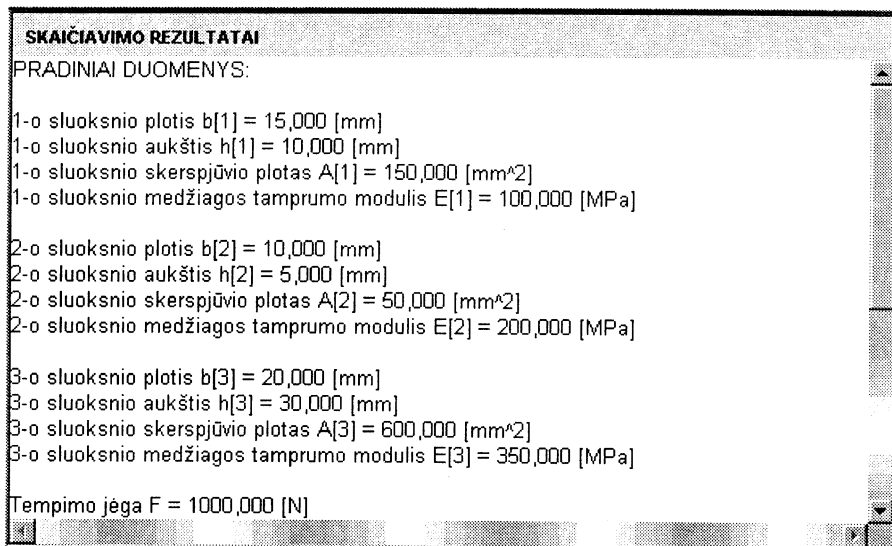 SKAIČIAVIMO REZULTATAI
PRADINIAI DUOMENYS:
1-o sluoksnio plotis b[1] = 15,000 [mm]
1-o sluoksnio aukštis h[1] = 10,000 [mm]
1-o sluoksnio skerspjūvio plotas A[1] = 150,000 [mm^2]
1-o sluoksnio medžiagos tamprumo modulis E[1] = 100,000 [MPa]
2-o sluoksnio plotis b[2] = 10,000 [mm]
2-o sluoksnio aukštis h[2] = 5,000 [mm]
2-o sluoksnio skerspjūvio plotas A[2] = 50,000 [mm^2]
2-o sluoksnio medžiagos tamprumo modulis E[2] = 200,000 [MPa]
3-o sluoksnio plotis b[3] = 20,000 [mm]
3-o sluoksnio aukštis h[3] = 30,000 [mm]
3-o sluoksnio skerspjūvio plotas A[3] = 600,000 [mm^2]
3-o sluoksnio medžiagos tamprumo modulis E[3] = 350,000 [MPa]
Tempimo jėga F = 1000,000 [N]